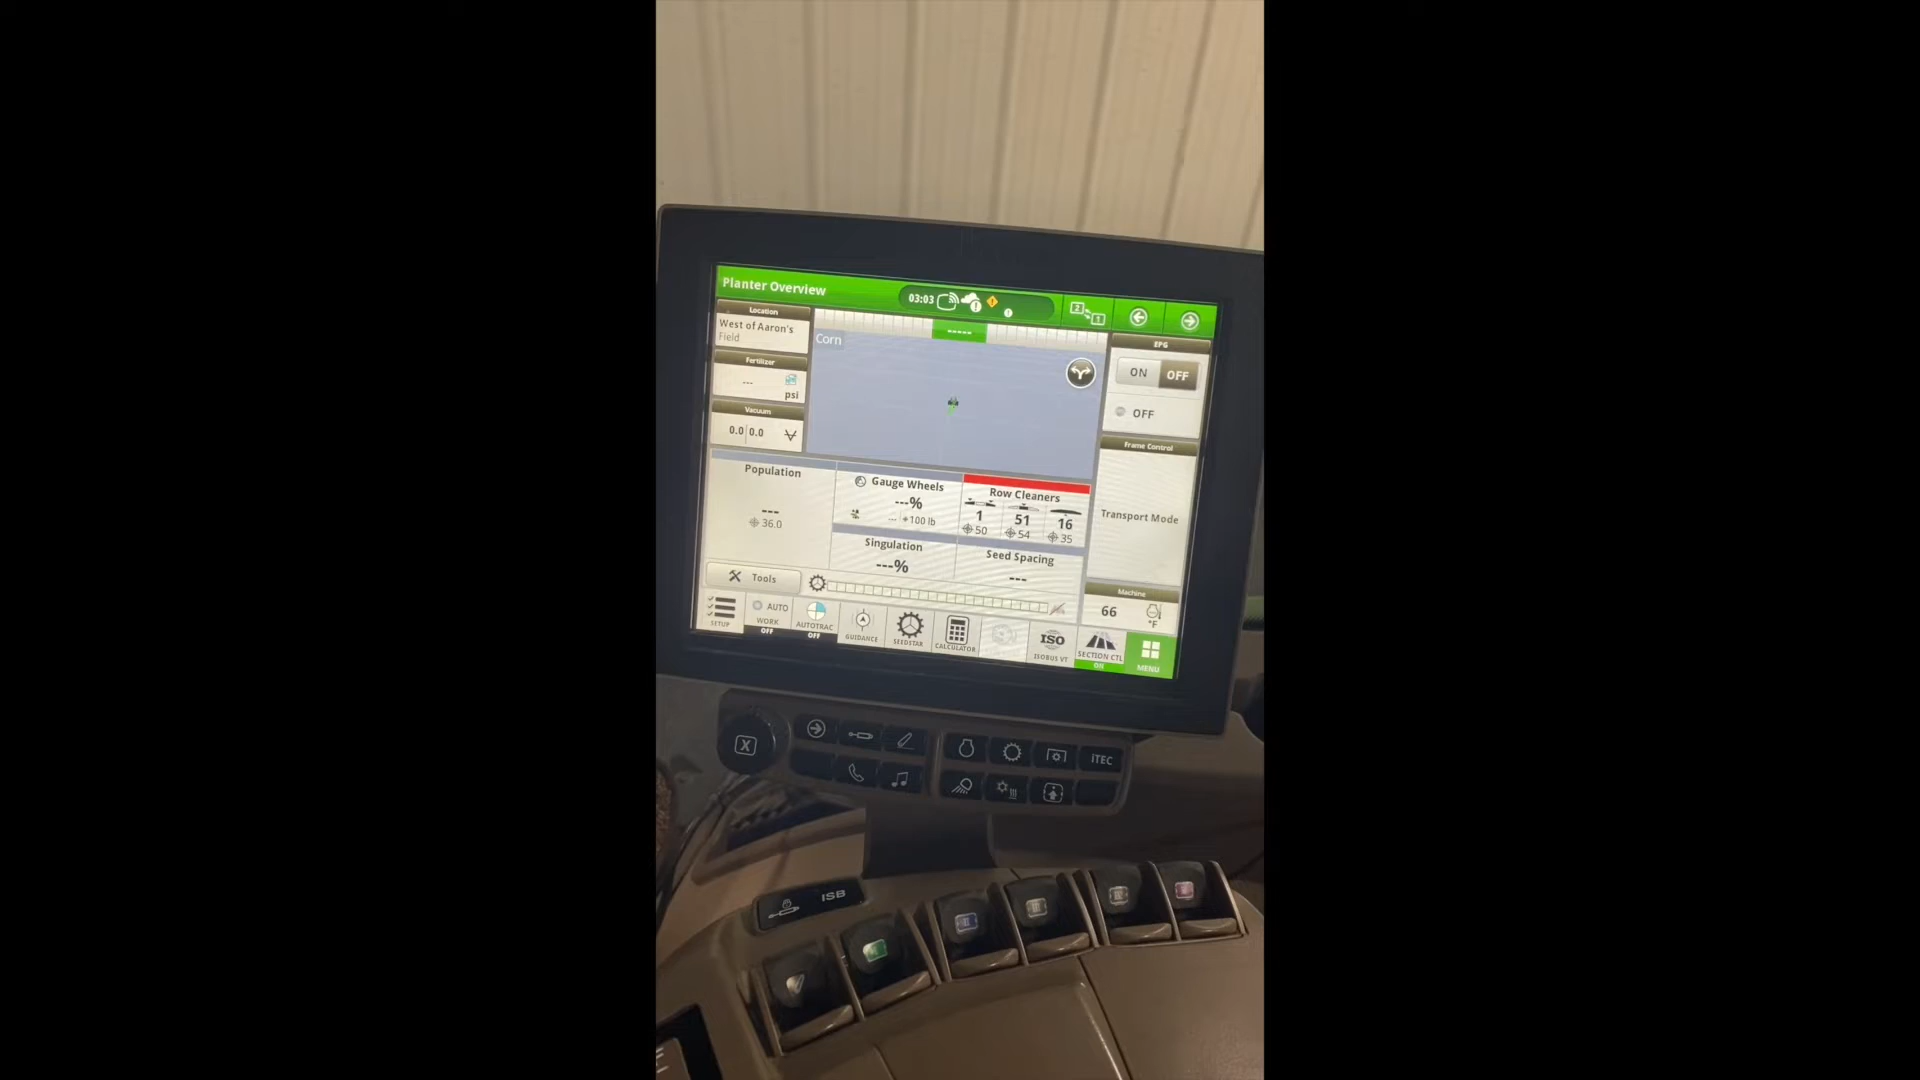 Planter Overview
03:03
Location
West of Aaron's
Field
Fertilizer
---
psi
Vacuum
0.0 0.0
Corn
-----
EPG
ON OFF
OFF
Frame Control
Transport Mode
Population
---
36.0
Gauge Wheels
---%
--- +100 lb
Row Cleaners
1 51 16
50 54 35
Singulation
---%
Seed Spacing
---
Machine
66
°F
Tools
SETUP
AUTO
WORK
OFF
AUTOTRAC
OFF
GUIDANCE
SEEDSTAR
CALCULATOR
ISO
ISOBUS VT
SECTION CTL
ON
MENU
X
iTEC
ISB